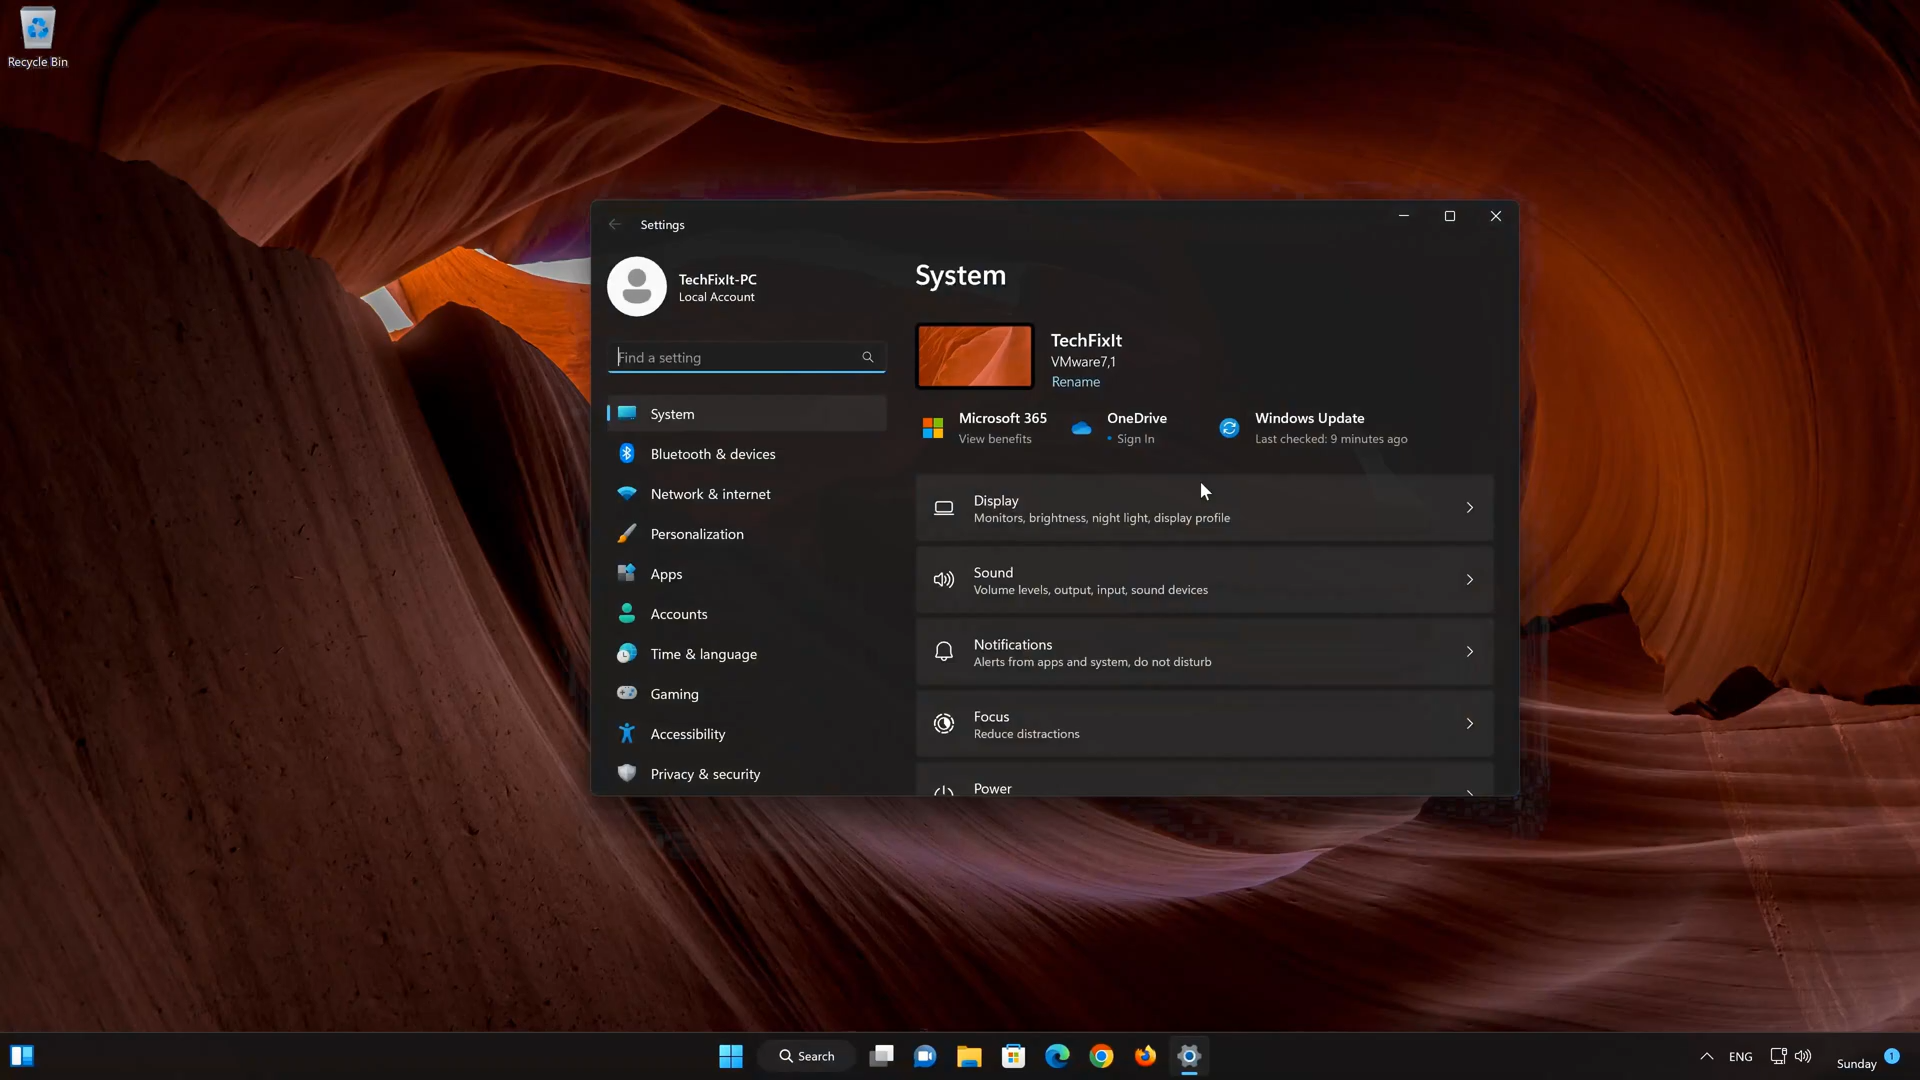 Recycle Bin
Settings
TechFixIt-PC
Local Account
Find a setting
System
Bluetooth & devices
Network & internet
Personalization
Apps
Accounts
Time & language
Gaming
Accessibility
Privacy & security
System
TechFixIt
VMware7,1
Rename
Microsoft 365
View benefits
OneDrive
• Sign In
Windows Update
Last checked: 9 minutes ago
Display
Monitors, brightness, night light, display profile
Sound
Volume levels, output, input, sound devices
Notifications
Alerts from apps and system, do not disturb
Focus
Reduce distractions
Power
Search
ENG
Sunday
1